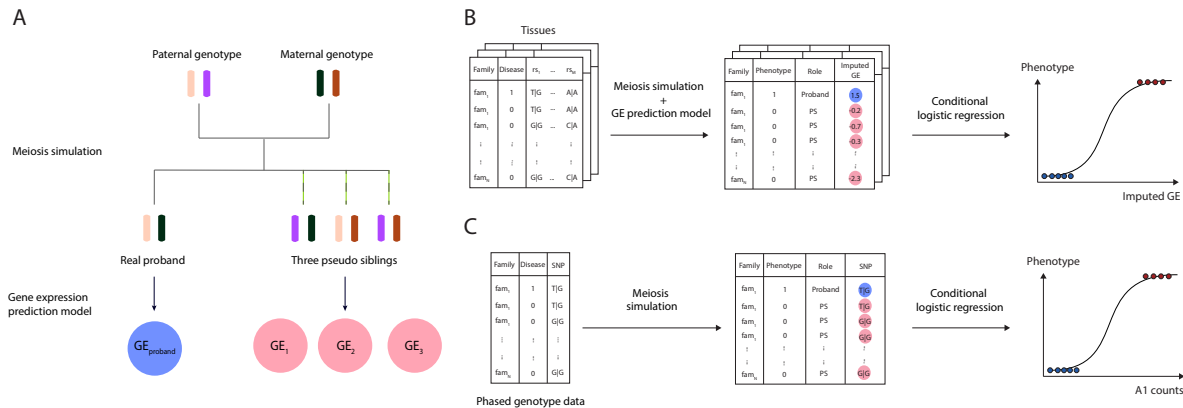 A
Paternal genotype
Maternal genotype
Meiosis simulation
Real proband
Three pseudo siblings
Gene expression
prediction model
GEproband
GE1
GE2
GE3
B
Tissues
Family Disease rs1 ... rsM
fam1 1 T|G ... A|A
fam1 0 T|G ... A|A
fam1 0 G|G ... C|A
famN 0 G|G ... C|A
Meiosis simulation
+
GE prediction model
Family Phenotype Role Imputed GE
fam1 1 Proband 1.5
fam1 0 PS -0.2
fam1 0 PS -0.7
fam1 0 PS -0.3
famN 0 PS -2.3
Conditional
logistic regression
Phenotype
Imputed GE
C
Family Disease SNP
fam1 1 T|G
fam1 0 T|G
fam1 0 G|G
famN 0 G|G
Phased genotype data
Meiosis
simulation
Family Phenotype Role SNP
fam1 1 Proband T|G
fam1 0 PS T|G
fam1 0 PS G|G
fam1 0 PS G|G
famN 0 PS G|G
Conditional
logistic regression
Phenotype
A1 counts